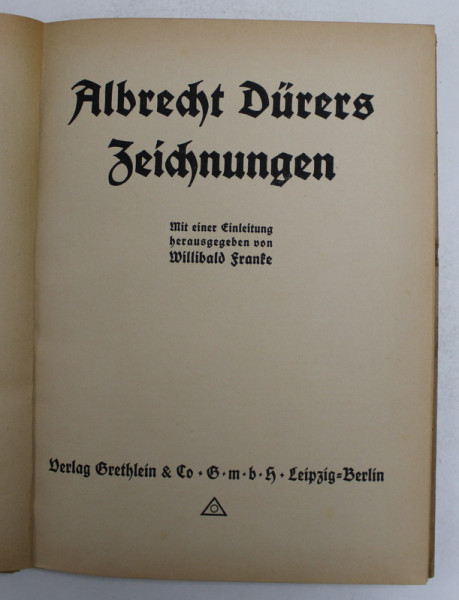 Albrecht Dürers
Zeichnungen
Mit einer Einleitung
herausgegeben von
Willibald Franke
Verlag Grethlein & Co · G · m · b · H · Leipzig=Berlin